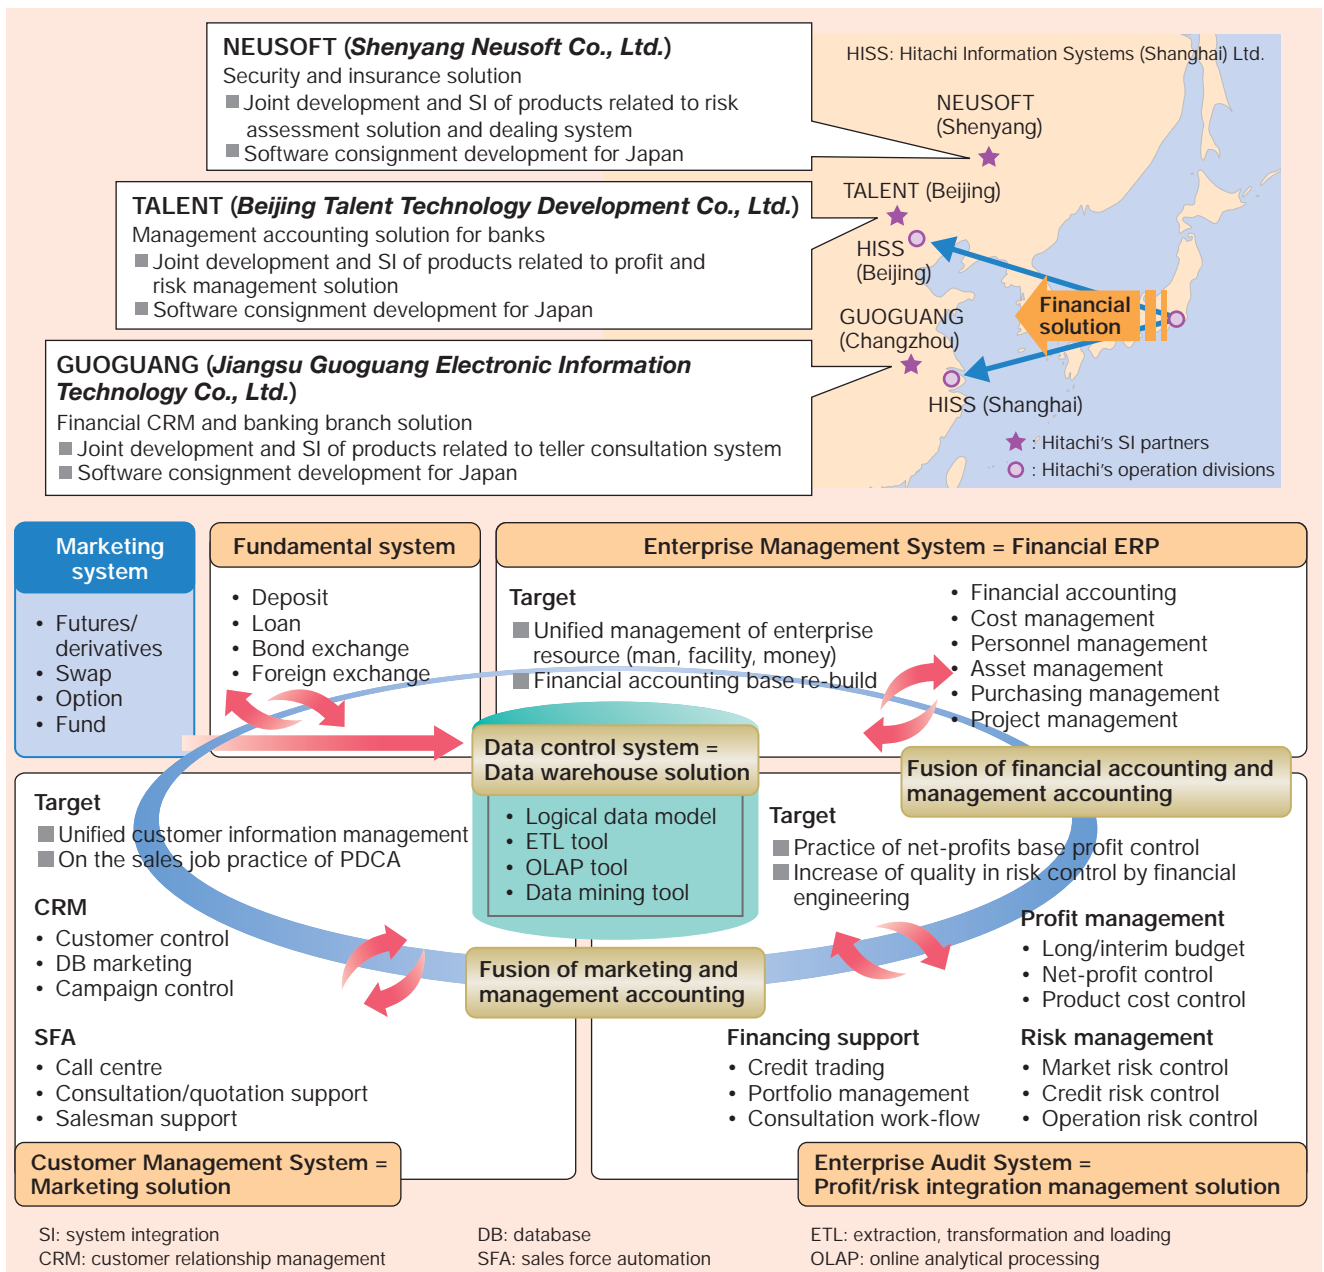 NEUSOFT (Shenyang Neusoft Co., Ltd.)
Security and insurance solution
Joint development and SI of products related to risk
assessment solution and dealing system
Software consignment development for Japan
TALENT (Beijing Talent Technology Development Co., Ltd.)
Management accounting solution for banks
Joint development and SI of products related to profit and
risk management solution
Software consignment development for Japan
GUOGUANG (Jiangsu Guoguang Electronic Information
Technology Co., Ltd.)
Financial CRM and banking branch solution
Joint development and SI of products related to teller consultation system
Software consignment development for Japan
HISS: Hitachi Information Systems (Shanghai) Ltd.
NEUSOFT
(Shenyang)
TALENT (Beijing)
HISS
(Beijing)
Financial
solution
GUOGUANG
(Changzhou)
HISS (Shanghai)
: Hitachi's SI partners
: Hitachi's operation divisions
Marketing
system
• Futures/
derivatives
• Swap
• Option
• Fund
Fundamental system
• Deposit
• Loan
• Bond exchange
• Foreign exchange
Enterprise Management System = Financial ERP
Target
Unified management of enterprise
resource (man, facility, money)
Financial accounting base re-build
• Financial accounting
• Cost management
• Personnel management
• Asset management
• Purchasing management
• Project management
Data control system =
Data warehouse solution
• Logical data model
• ETL tool
• OLAP tool
• Data mining tool
Fusion of financial accounting and
management accounting
Target
Unified customer information management
On the sales job practice of PDCA
CRM
• Customer control
• DB marketing
• Campaign control
SFA
• Call centre
• Consultation/quotation support
• Salesman support
Customer Management System =
Marketing solution
Fusion of marketing and
management accounting
Target
Practice of net-profits base profit control
Increase of quality in risk control by financial
engineering
Profit management
• Long/interim budget
• Net-profit control
• Product cost control
Financing support
• Credit trading
• Portfolio management
• Consultation work-flow
Risk management
• Market risk control
• Credit risk control
• Operation risk control
Enterprise Audit System =
Profit/risk integration management solution
SI: system integration
CRM: customer relationship management
DB: database
SFA: sales force automation
ETL: extraction, transformation and loading
OLAP: online analytical processing